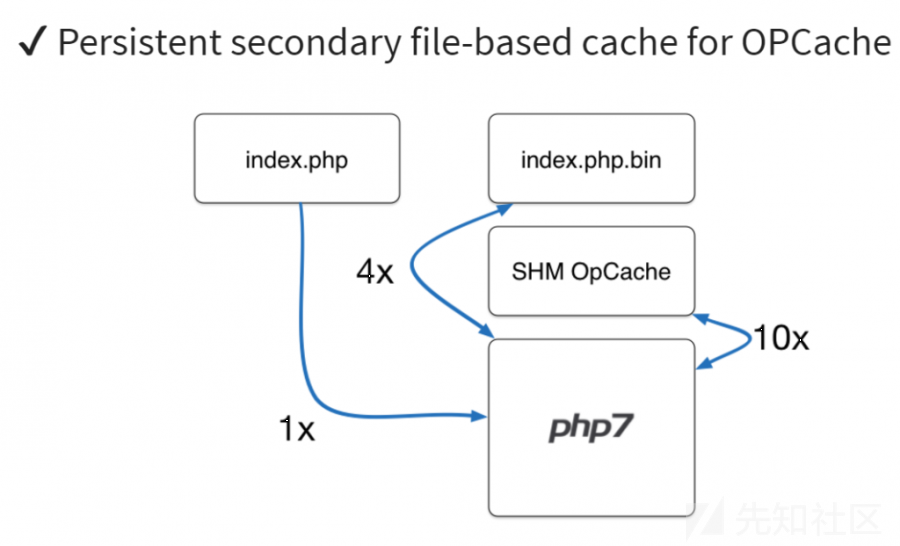 ✓ Persistent secondary file-based cache for OPCache
index.php
index.php.bin
4x
SHM OpCache
10x
1x
php7
先知社区